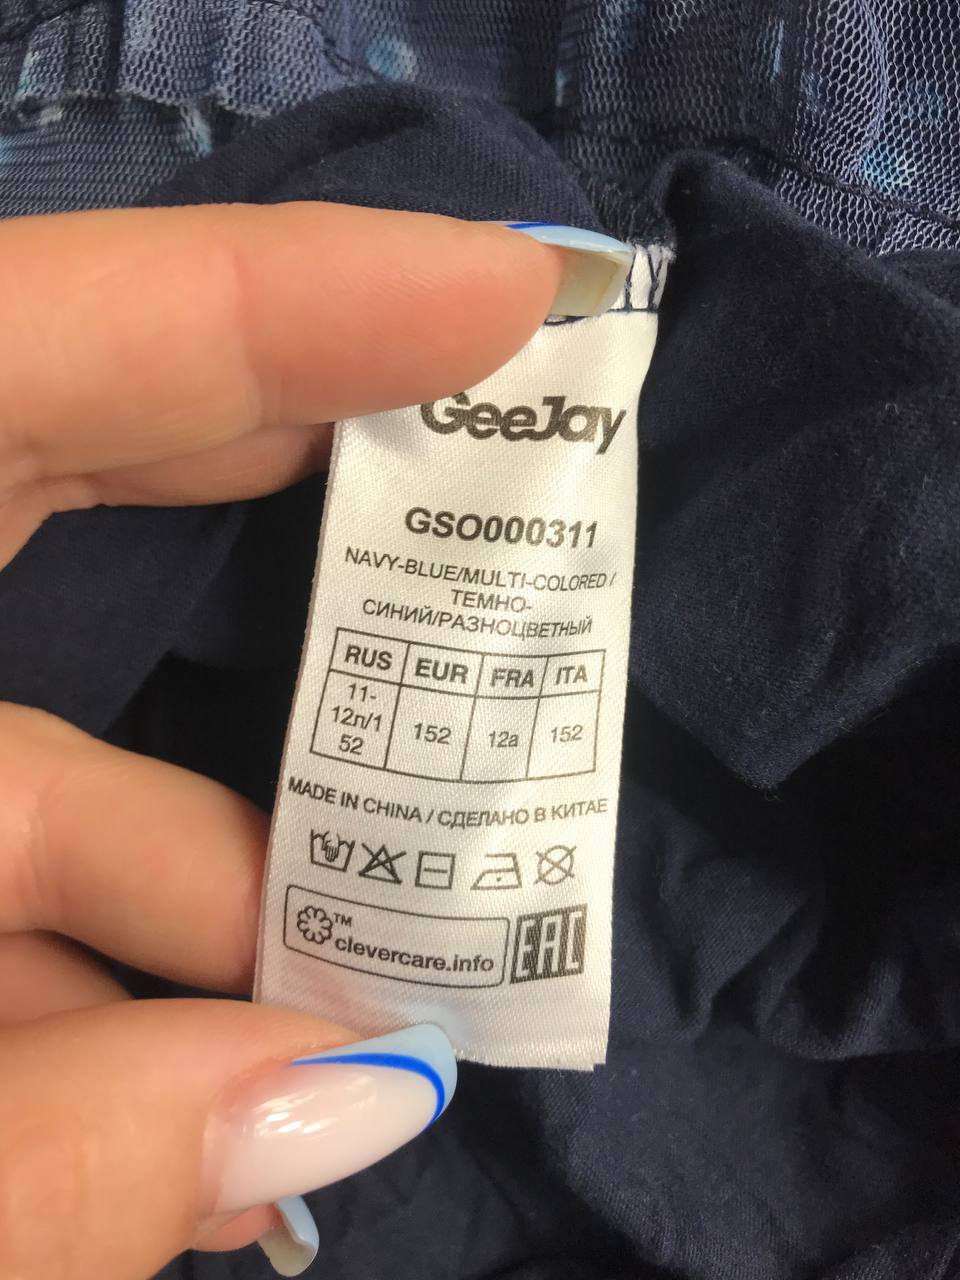 GeeJay
GSO000311
NAVY-BLUE/MULTI-COLORED /
ТЕМНО-
СИНИЙ/РАЗНОЦВЕТНЫЙ
RUS EUR FRA ITA
11-
12л/1
52
152 12a 152
MADE IN CHINA / СДЕЛАНО В КИТАЕ
TM
clevercare.info
EAC